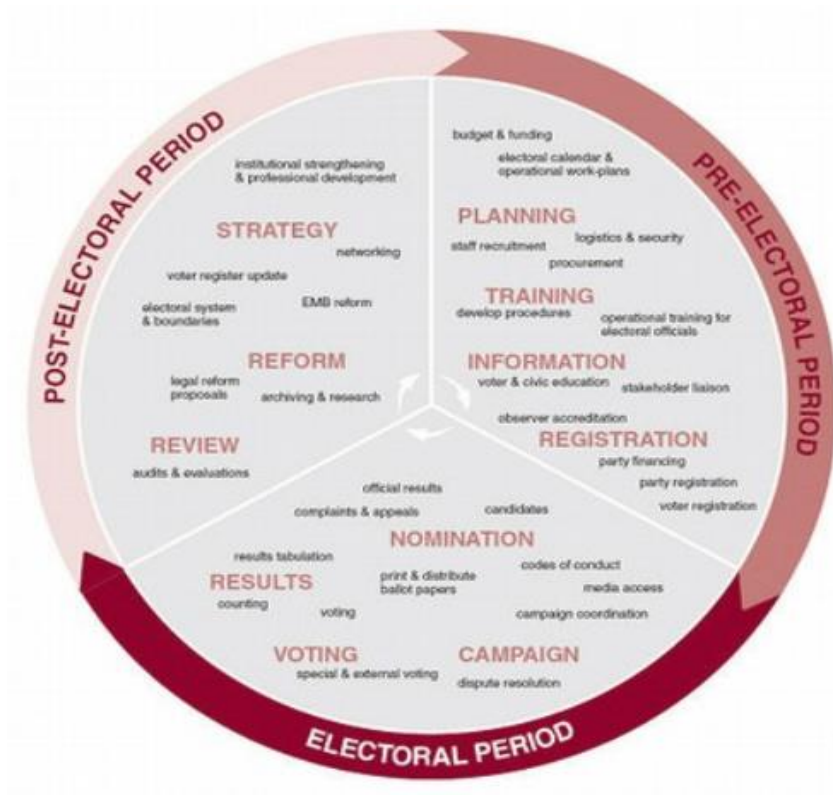 POST-ELECTORAL PERIOD
institutional strengthening
& professional development
STRATEGY
networking
voter register update
electoral system
& boundaries
EMB reform
REFORM
legal reform
proposals
archiving & research
REVIEW
audits & evaluations
PRE-ELECTORAL PERIOD
budget & funding
electoral calendar &
operational work-plans
PLANNING
logistics & security
staff recruitment
procurement
TRAINING
develop procedures
operational training for
electoral officials
INFORMATION
voter & civic education
stakeholder liaison
observer accreditation
REGISTRATION
party financing
party registration
voter registration
official results
complaints & appeals
candidates
NOMINATION
results tabulation
codes of conduct
RESULTS
print & distribute
ballot papers
media access
counting
voting
campaign coordination
VOTING
CAMPAIGN
special & external voting
dispute resolution
ELECTORAL PERIOD